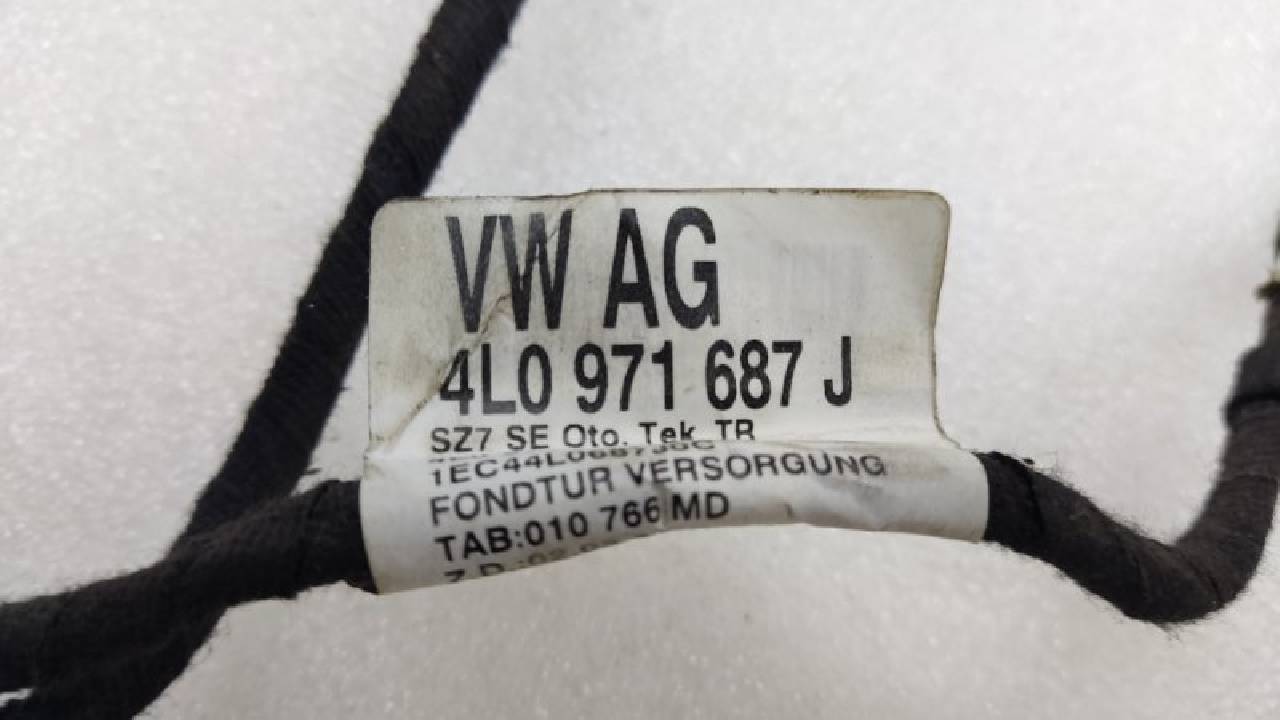 VW AG
4L0 971 687 J
SZ7 SE Oto. Tek. TR
FONDTUR VERSORGUNG
TAB:010 766 MD
Z.D.: